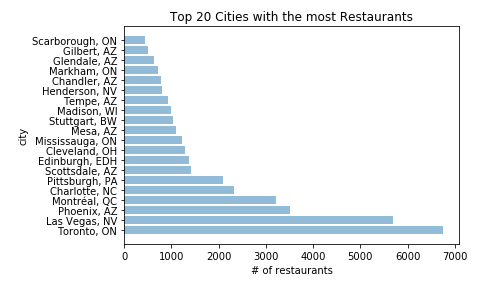 Top 20 Cities with the most Restaurants
Scarborough, ON
Gilbert, AZ
Glendale, AZ
Markham, ON
Chandler, AZ
Henderson, NV
Tempe, AZ
Madison, WI
Stuttgart, BW
Mesa, AZ
Mississauga, ON
Cleveland, OH
Edinburgh, EDH
Scottsdale, AZ
Pittsburgh, PA
Charlotte, NC
Montréal, QC
Phoenix, AZ
Las Vegas, NV
Toronto, ON
city
0 1000 2000 3000 4000 5000 6000 7000
# of restaurants